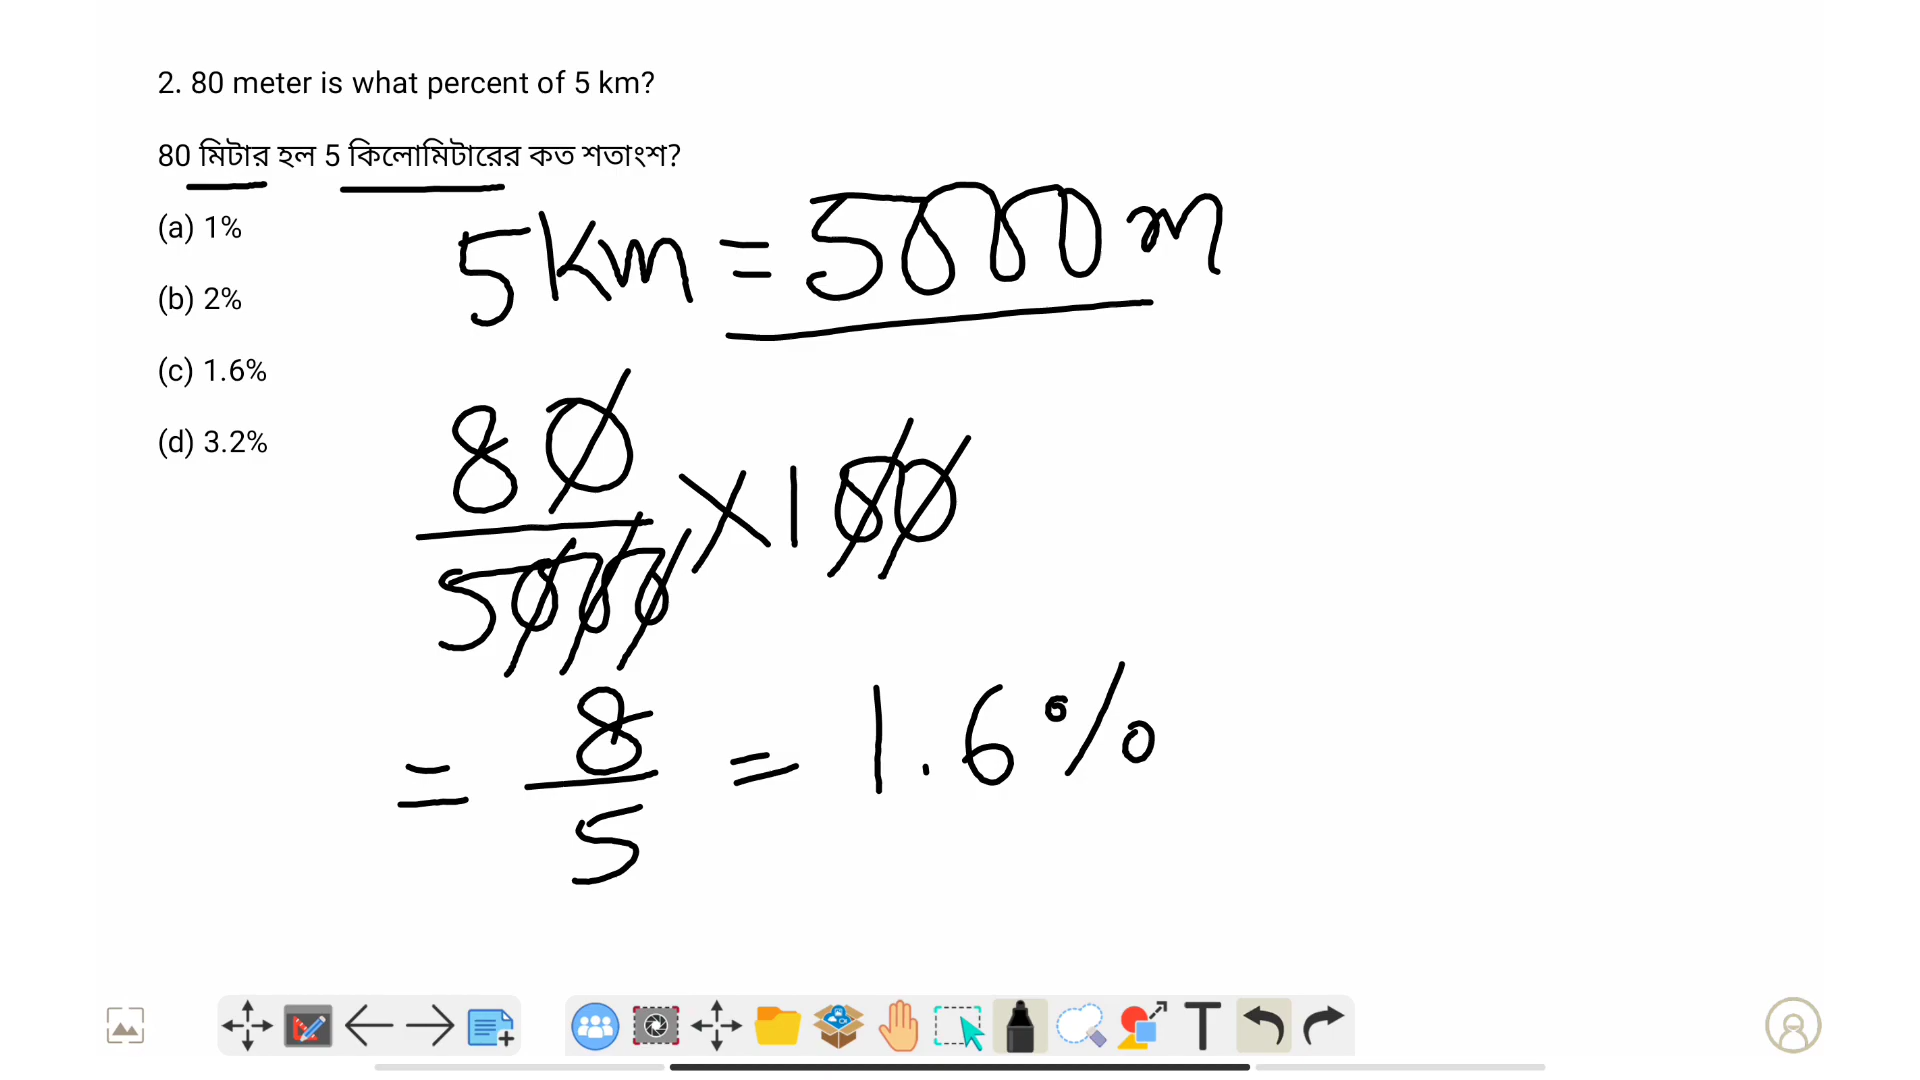 2. 80 meter is what percent of 5 km?
80 মিটার হল 5 কিলোমিটারের কত শতাংশ?
(a) 1%
(b) 2%
(c) 1.6%
(d) 3.2%
5km = 5000 m
80
5000
×100
= 8
5
= 1.6%
T